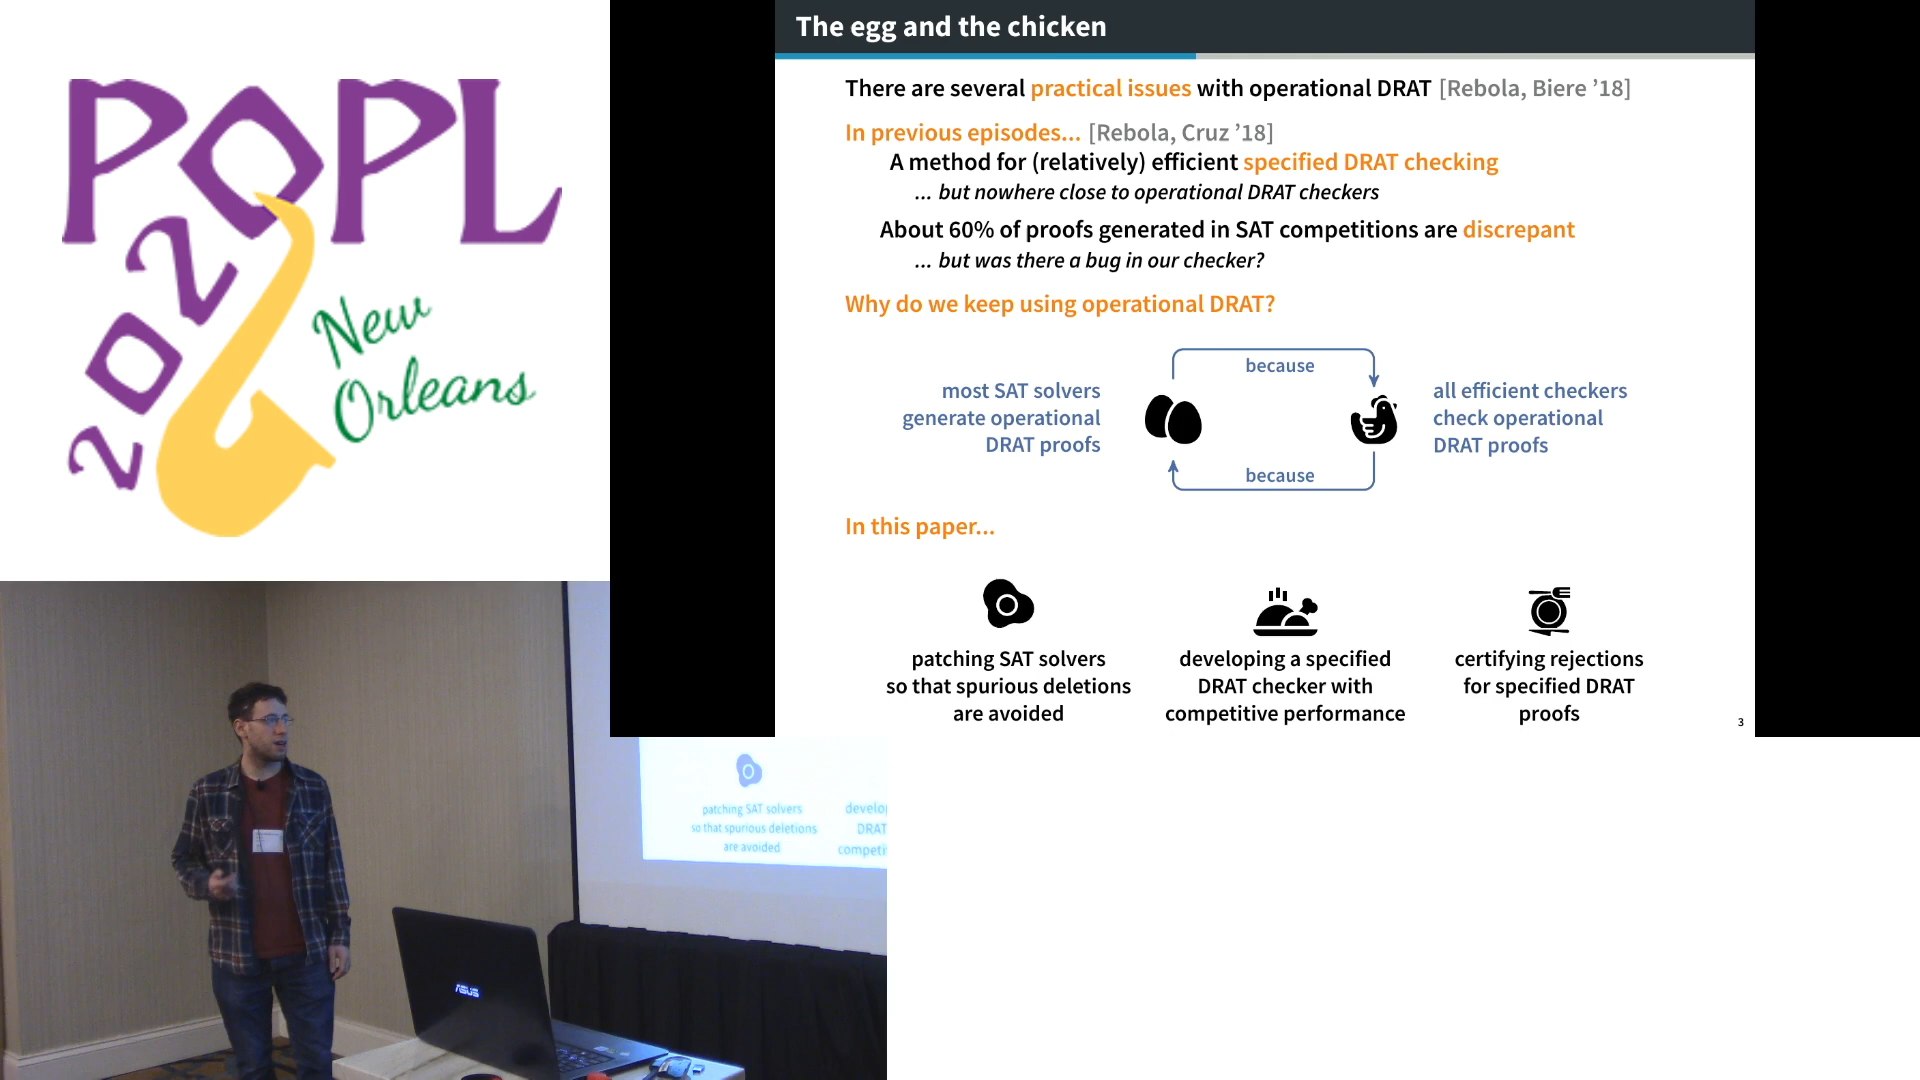 POPL
2020
New
Orleans
The egg and the chicken
There are several practical issues with operational DRAT [Rebola, Biere ’18]
In previous episodes... [Rebola, Cruz ’18]
A method for (relatively) efficient specified DRAT checking
... but nowhere close to operational DRAT checkers
About 60% of proofs generated in SAT competitions are discrepant
... but was there a bug in our checker?
Why do we keep using operational DRAT?
because
most SAT solvers
generate operational
DRAT proofs
all efficient checkers
check operational
DRAT proofs
because
In this paper...
patching SAT solvers
so that spurious deletions
are avoided
developing a specified
DRAT checker with
competitive performance
certifying rejections
for specified DRAT
proofs
3
patching SAT solvers
so that spurious deletions
are avoided
develo
DRAT
competi
ASUS